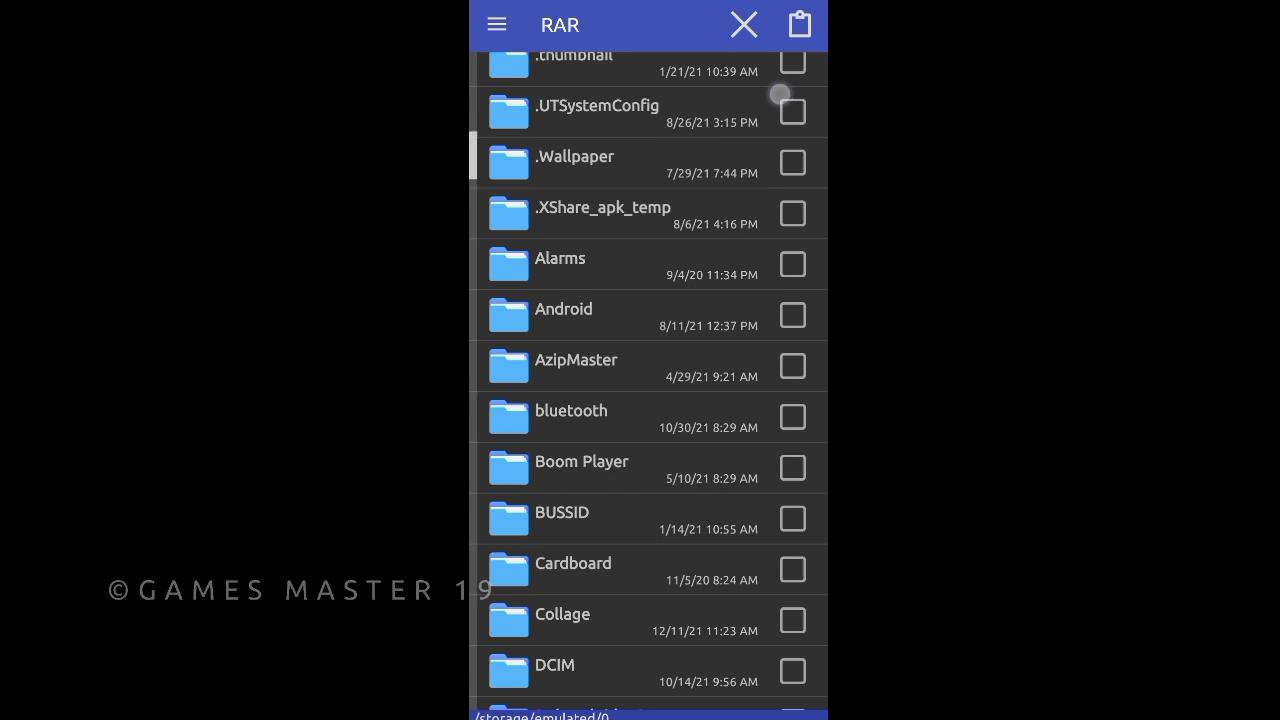 RAR
.thumbnail
1/21/21 10:39 AM
.UTSystemConfig
8/26/21 3:15 PM
.Wallpaper
7/29/21 7:44 PM
.XShare_apk_temp
8/6/21 4:16 PM
Alarms
9/4/20 11:34 PM
Android
8/11/21 12:37 PM
AzipMaster
4/29/21 9:21 AM
bluetooth
10/30/21 8:29 AM
Boom Player
5/10/21 8:29 AM
BUSSID
1/14/21 10:55 AM
Cardboard
11/5/20 8:24 AM
©GAMES MASTER 19
Collage
12/11/21 11:23 AM
DCIM
10/14/21 9:56 AM
/storage/emulated/0